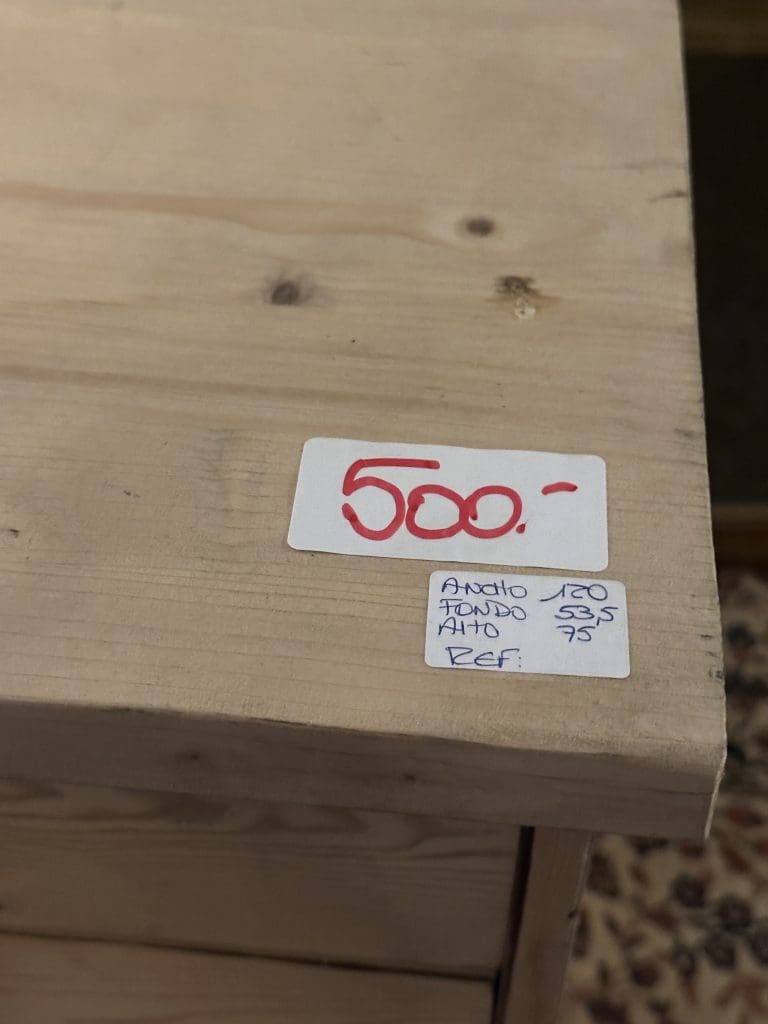 500.-
ANCHO 120
FONDO 53,5
Alto 75
REF: